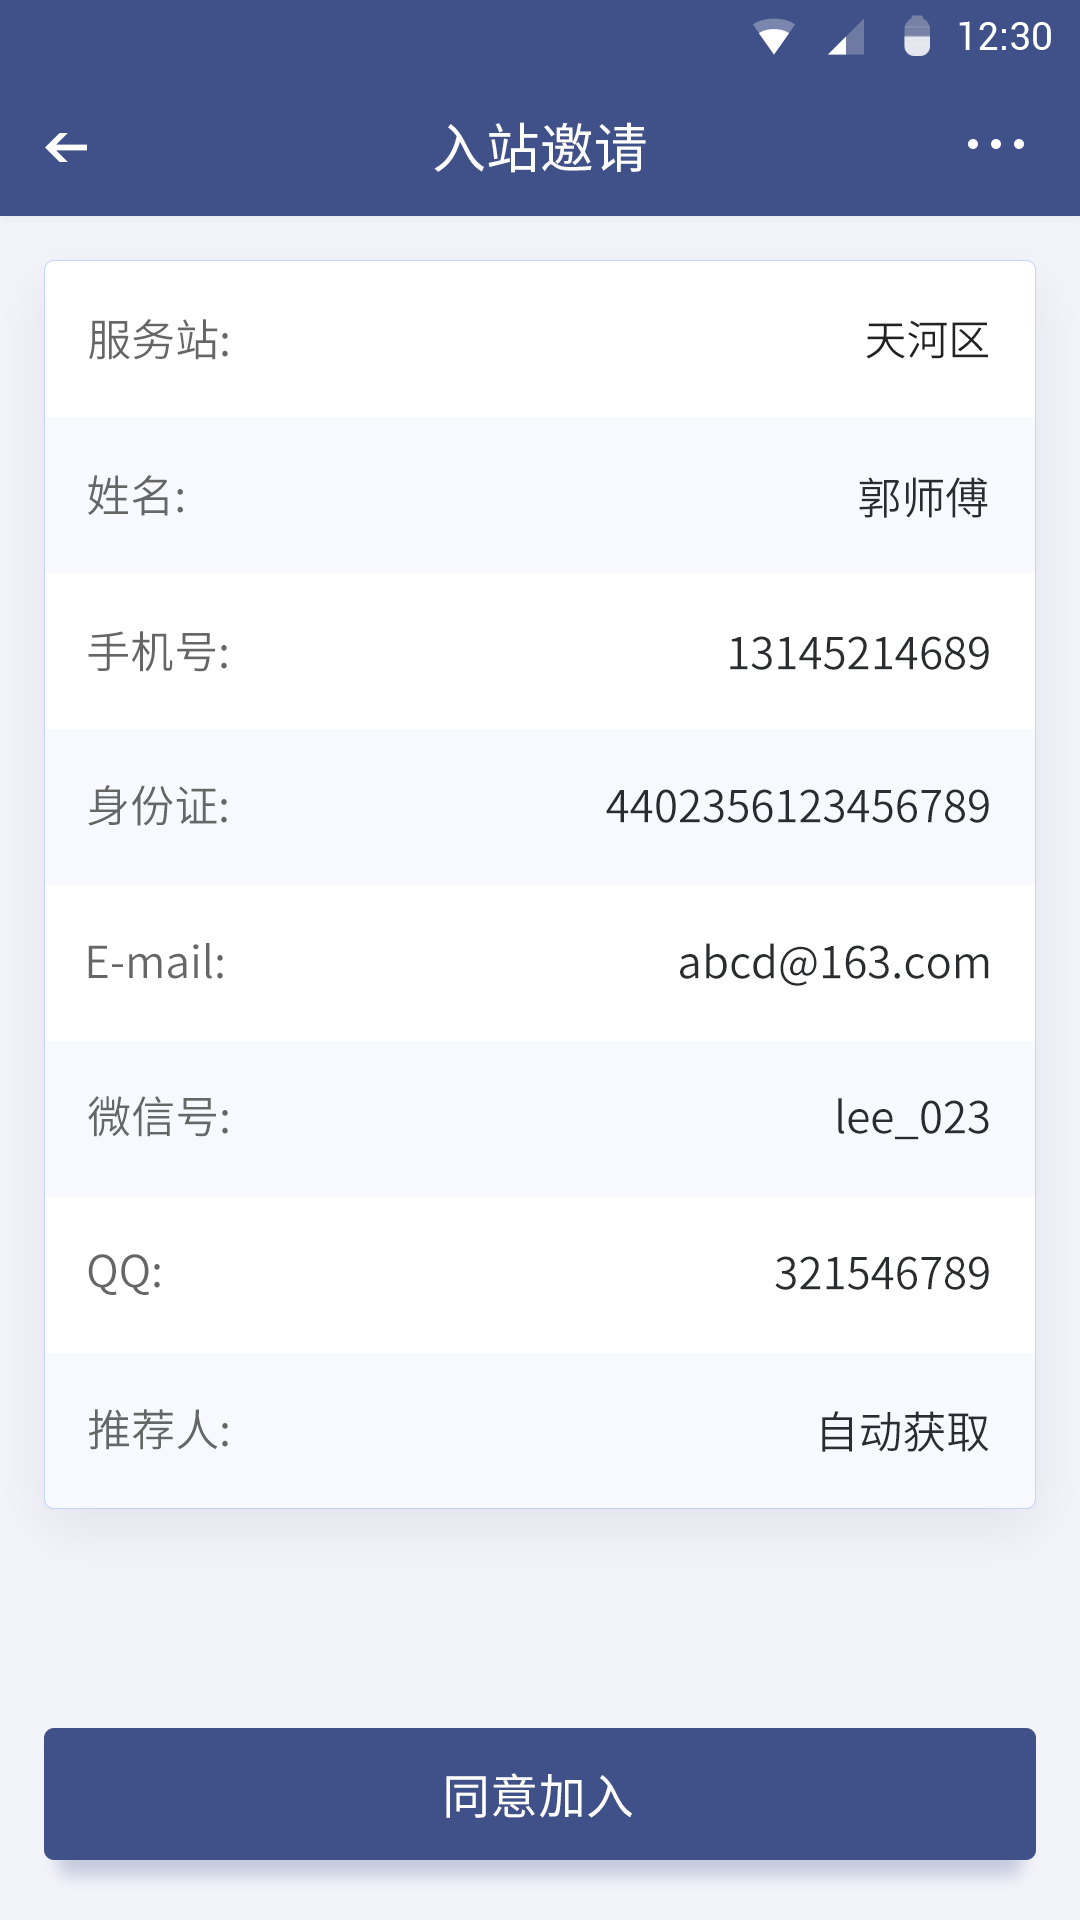 12:30
入站邀请
服务站: 天河区
姓名: 郭师傅
手机号: 13145214689
身份证: 4402356123456789
E-mail: abcd@163.com
微信号: lee_023
QQ: 321546789
推荐人: 自动获取
同意加入